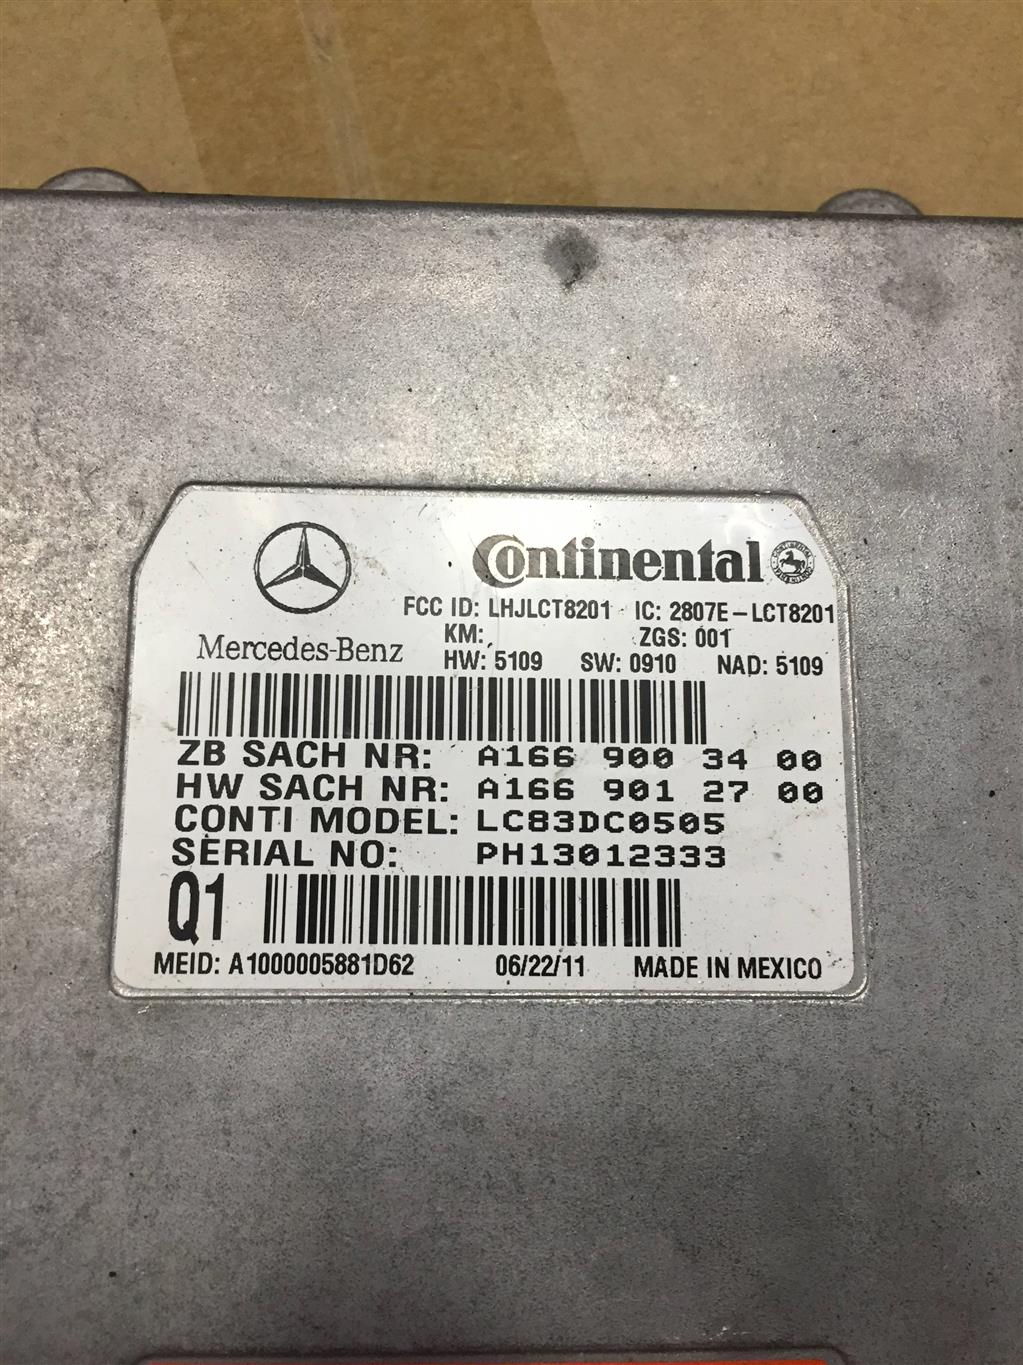 Continental
FCC ID: LHJLCT8201 IC: 2807E-LCT8201
KM: ZGS: 001
Mercedes-Benz
HW: 5109 SW: 0910 NAD: 5109
ZB SACH NR: A166 900 34 00
HW SACH NR: A166 901 27 00
CONTI MODEL: LC83DC0505
SERIAL NO: PH13012333
Q1
MEID: A1000005881D62 06/22/11 MADE IN MEXICO